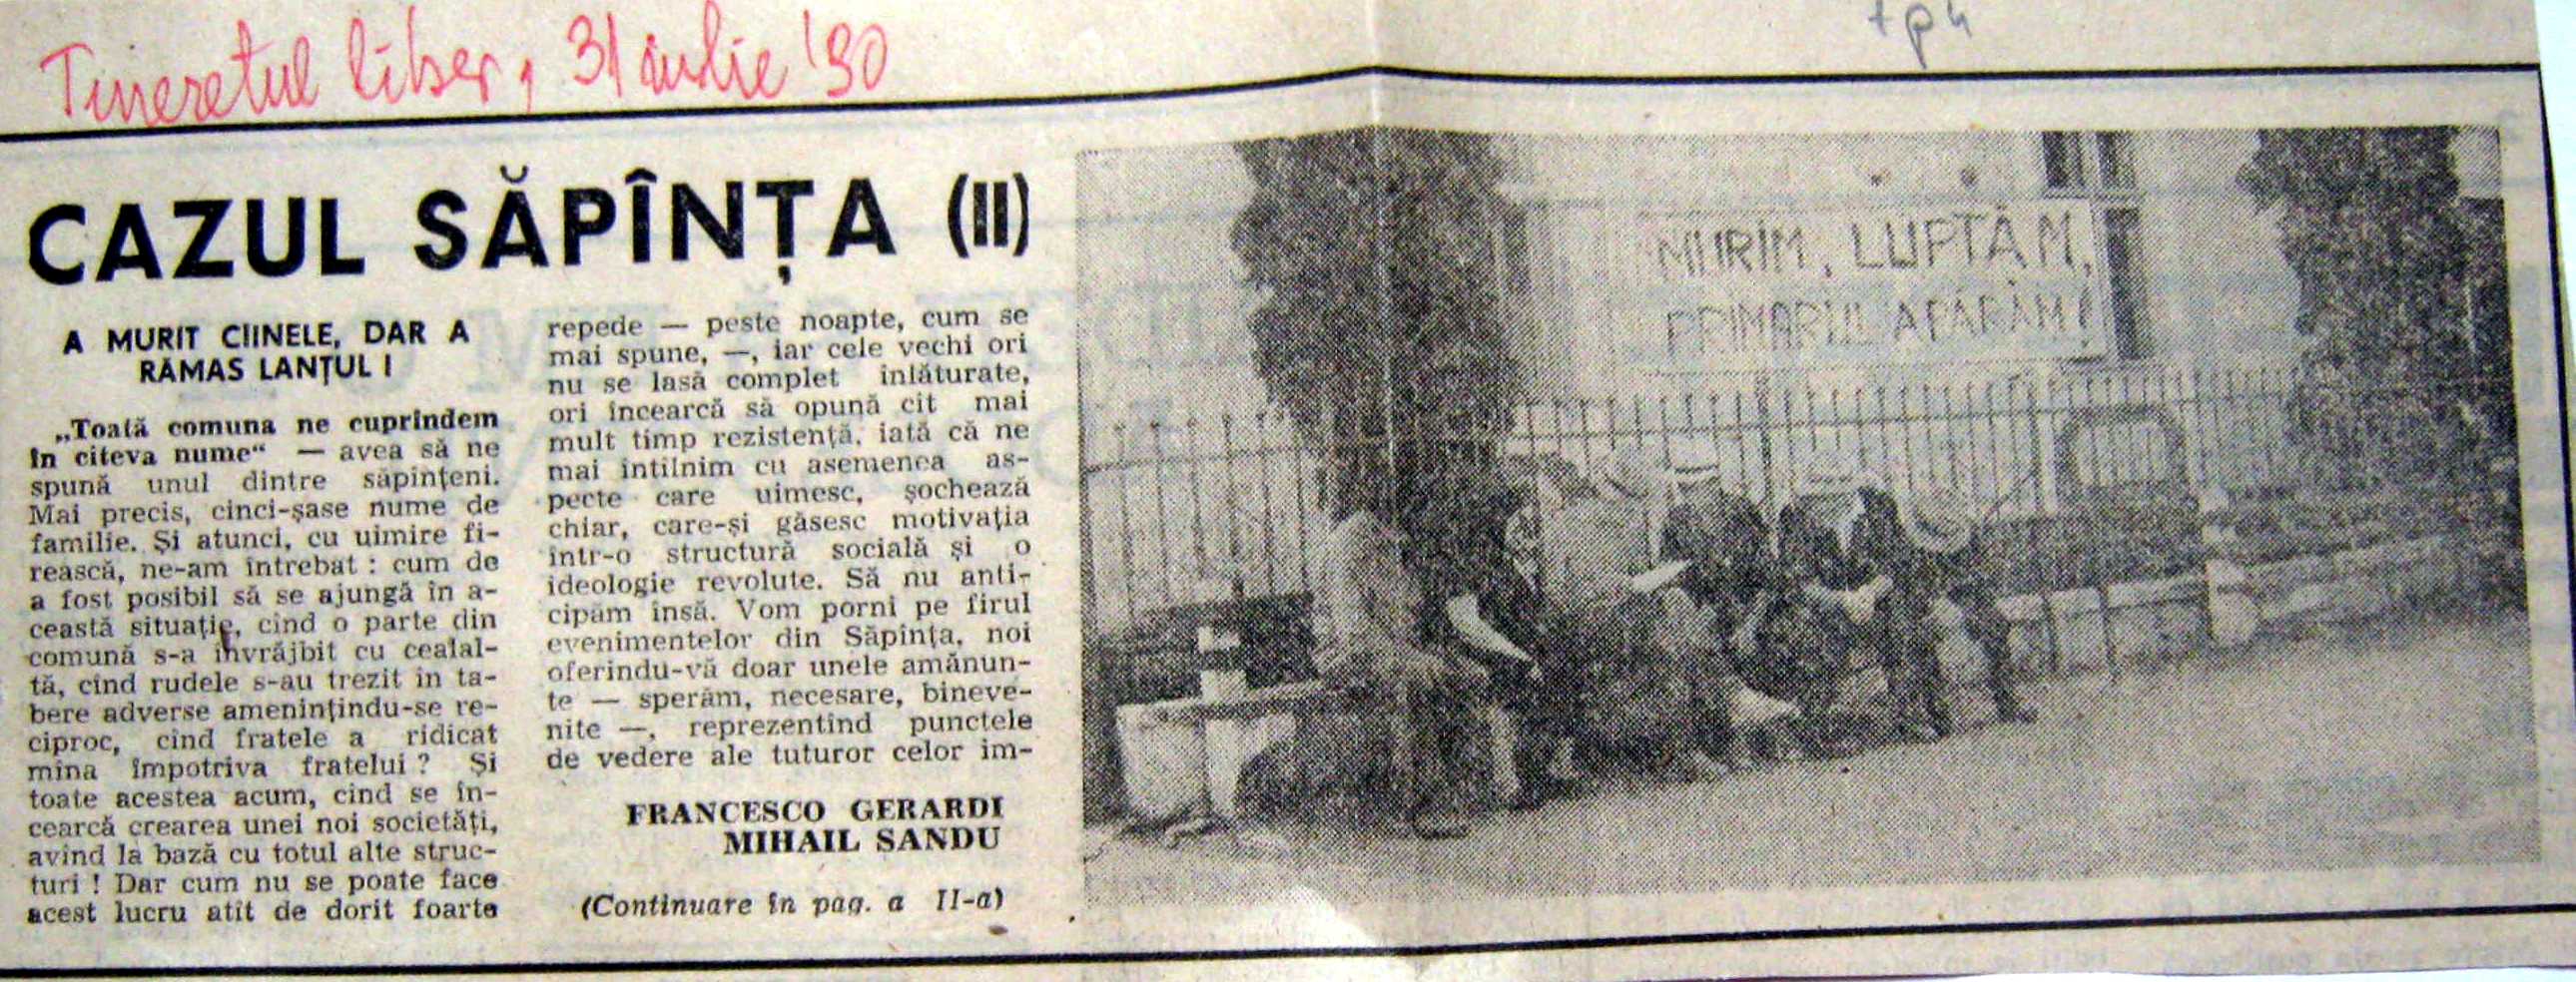 Tineretul liber, 31 iulie '90
CAZUL SĂPÎNȚA (II)
A MURIT CIINELE, DAR A
RĂMAS LANȚUL !
„Toată comuna ne cuprindem
în cîteva nume“ — avea să ne
spună unul dintre săpînțeni.
Mai precis, cinci-șase nume de
familie. Și atunci, cu uimire fi-
rească, ne-am întrebat : cum de
a fost posibil să se ajungă în a-
ceastă situație, cînd o parte din
comună s-a învrăjbit cu cealal-
tă, cînd rudele s-au trezit în ta-
bere adverse amenințîndu-se re-
ciproc, cînd fratele a ridicat
mîna împotriva fratelui ? Și
toate acestea acum, cînd se în-
cearcă crearea unei noi societăți,
avînd la bază cu totul alte struc-
turi ! Dar cum nu se poate face
acest lucru atît de dorit foarte
repede — peste noapte, cum se
mai spune, —, iar cele vechi ori
nu se lasă complet înlăturate,
ori încearcă să opună cît mai
mult timp rezistență, iată că ne
mai întîlnim cu asemenea as-
pecte care uimesc, șochează
chiar, care-și găsesc motivația
într-o structură socială și o
ideologie revolute. Să nu anti-
cipăm însă. Vom porni pe firul
evenimentelor din Săpînța, noi
oferindu-vă doar unele amănun-
te — sperăm, necesare, bineve-
nite —, reprezentînd punctele
de vedere ale tuturor celor im-
FRANCESCO GERARDI
MIHAIL SANDU
(Continuare în pag. a II-a)
MURIM, LUPTĂM,
PRIMARUL APĂRĂM!